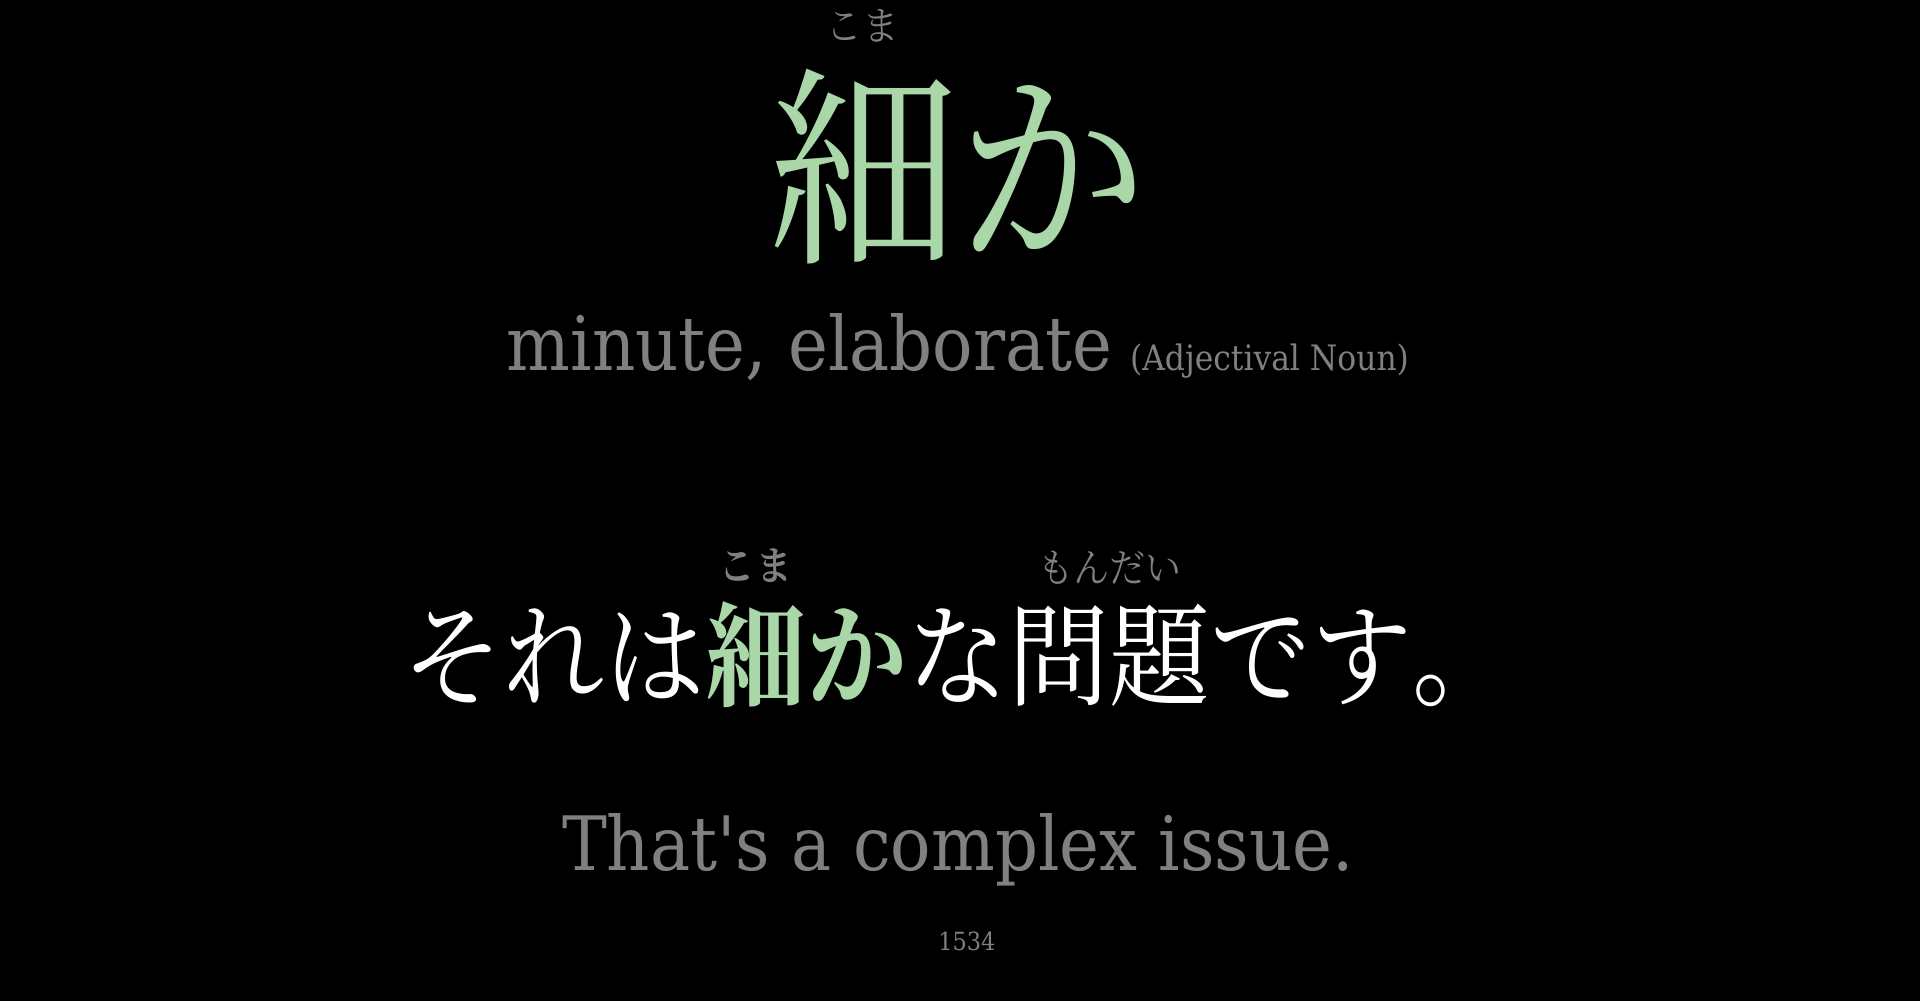 こま
細か
minute, elaborate (Adjectival Noun)
こま もんだい
それは細かな問題です。
That's a complex issue.
1534